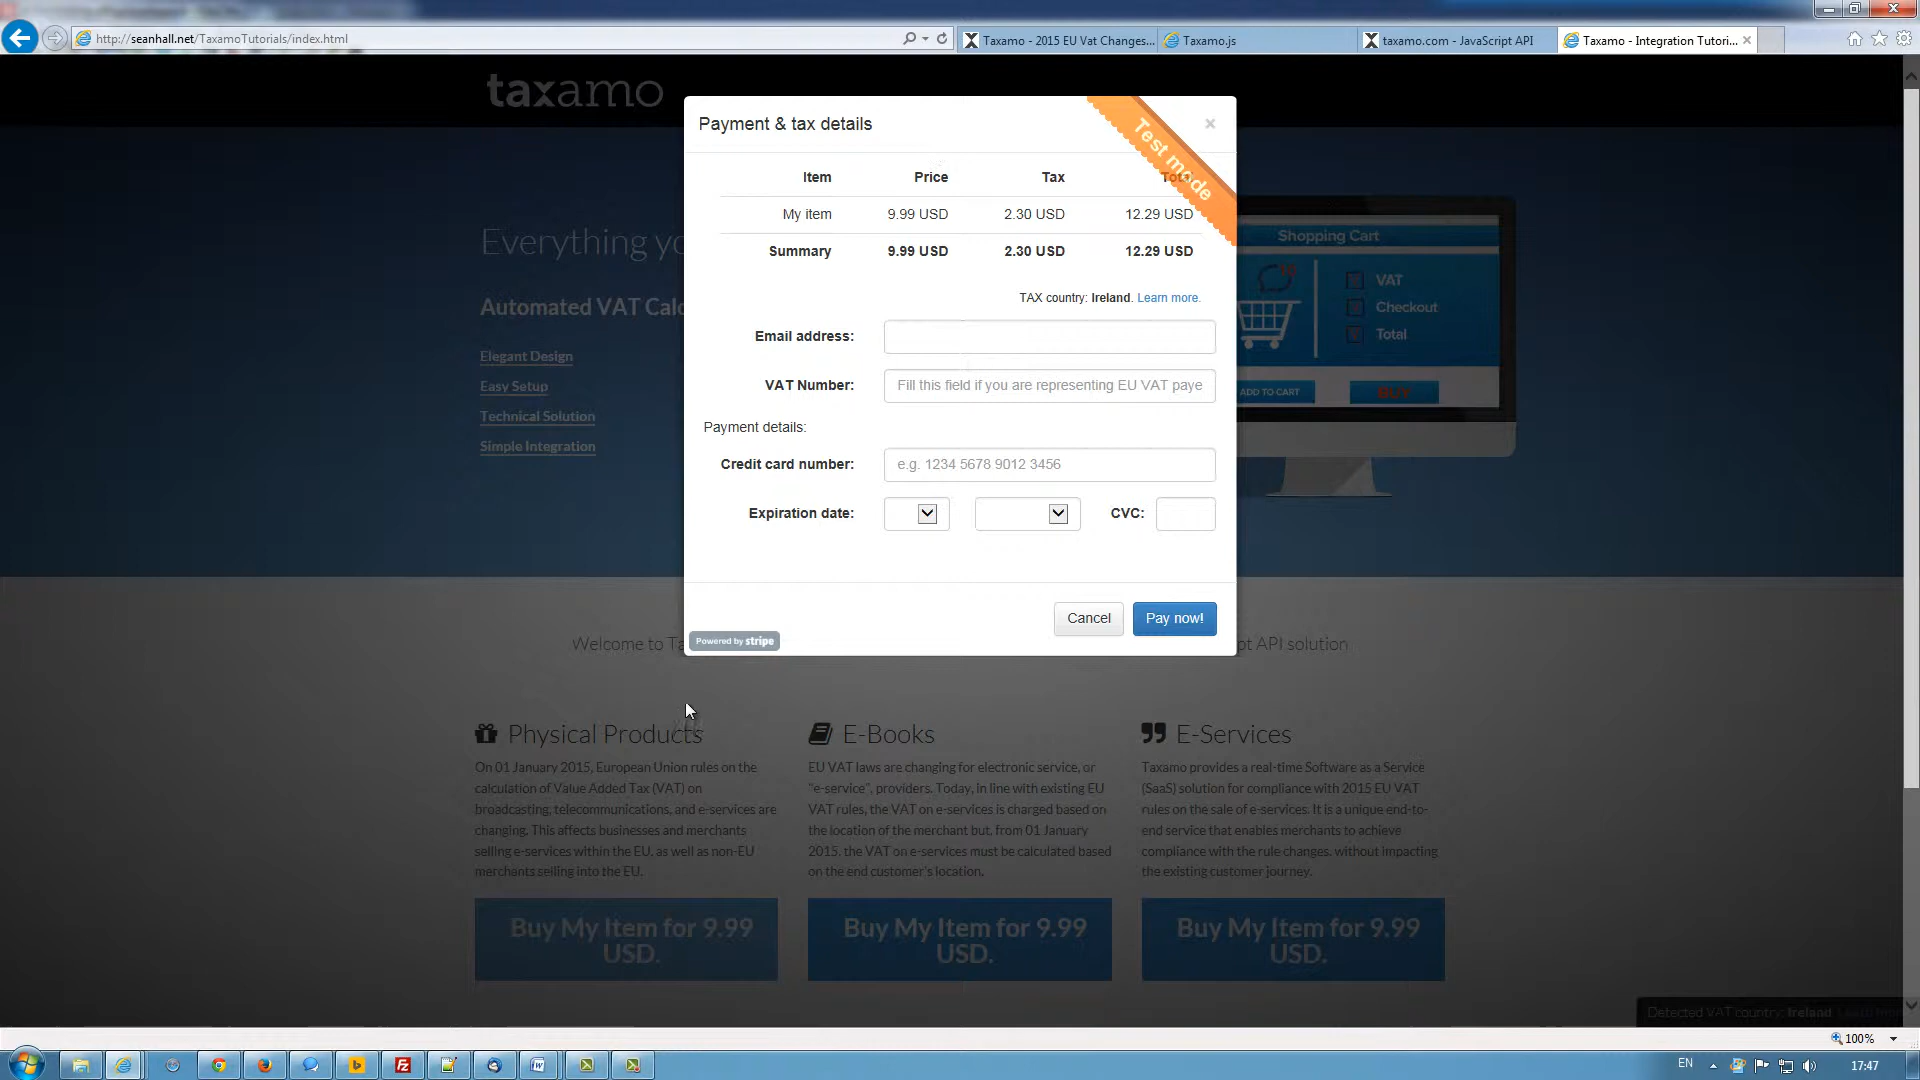 http://seanhall.net/TaxamoTutorials/index.html
Taxamo - 2015 EU Vat Changes...
Taxamo.js
taxamo.com - JavaScript API
Taxamo - Integration Tutori...
taxamo
Payment & tax details
Test mode
Item Price Tax
My item 9.99 USD 2.30 USD 12.29 USD
Summary 9.99 USD 2.30 USD 12.29 USD
TAX country: Ireland. Learn more.
Email address:
VAT Number: Fill this field if you are representing EU VAT paye
Payment details:
Credit card number: e.g. 1234 5678 9012 3456
Expiration date: CVC:
Cancel Pay now!
Powered by stripe
Everything yo
Automated VAT Calc
Elegant Design
Easy Setup
Technical Solution
Simple Integration
Shopping Cart
VAT
Checkout
Total
ADD TO CART BUY
Welcome to Ta pt API solution
Physical Products
On 01 January 2015, European Union rules on the
calculation of Value Added Tax (VAT) on
broadcasting, telecommunications, and e-services are
changing. This affects businesses and merchants
selling e-services within the EU, as well as non-EU
merchants selling into the EU.
Buy My Item for 9.99
USD.
E-Books
EU VAT laws are changing for electronic service, or
"e-service", providers. Today, in line with existing EU
VAT rules, the VAT on e-services is charged based on
the location of the merchant but, from 01 January
2015, the VAT on e-services must be calculated based
on the end customer's location.
Buy My Item for 9.99
USD.
E-Services
Taxamo provides a real-time Software as a Service
(SaaS) solution for compliance with 2015 EU VAT
rules on the sale of e-services. It is a unique end-to-
end service that enables merchants to achieve
compliance with the rule changes, without impacting
the existing customer journey.
Buy My Item for 9.99
USD.
Detected VAT country: Ireland
100%
EN
17:47